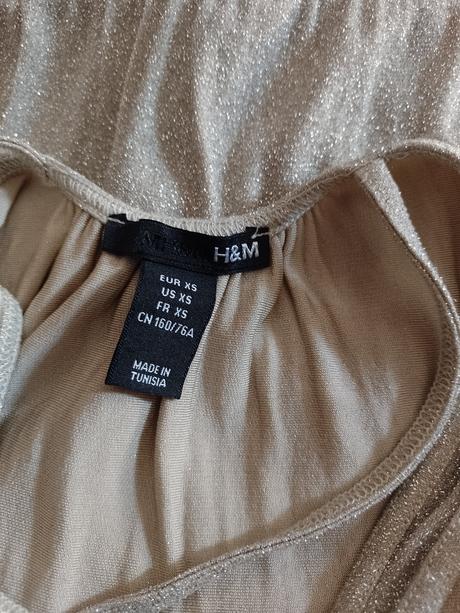 H&M
EUR XS
US XS
FR XS
CN 160/76A
MADE IN
TUNISIA